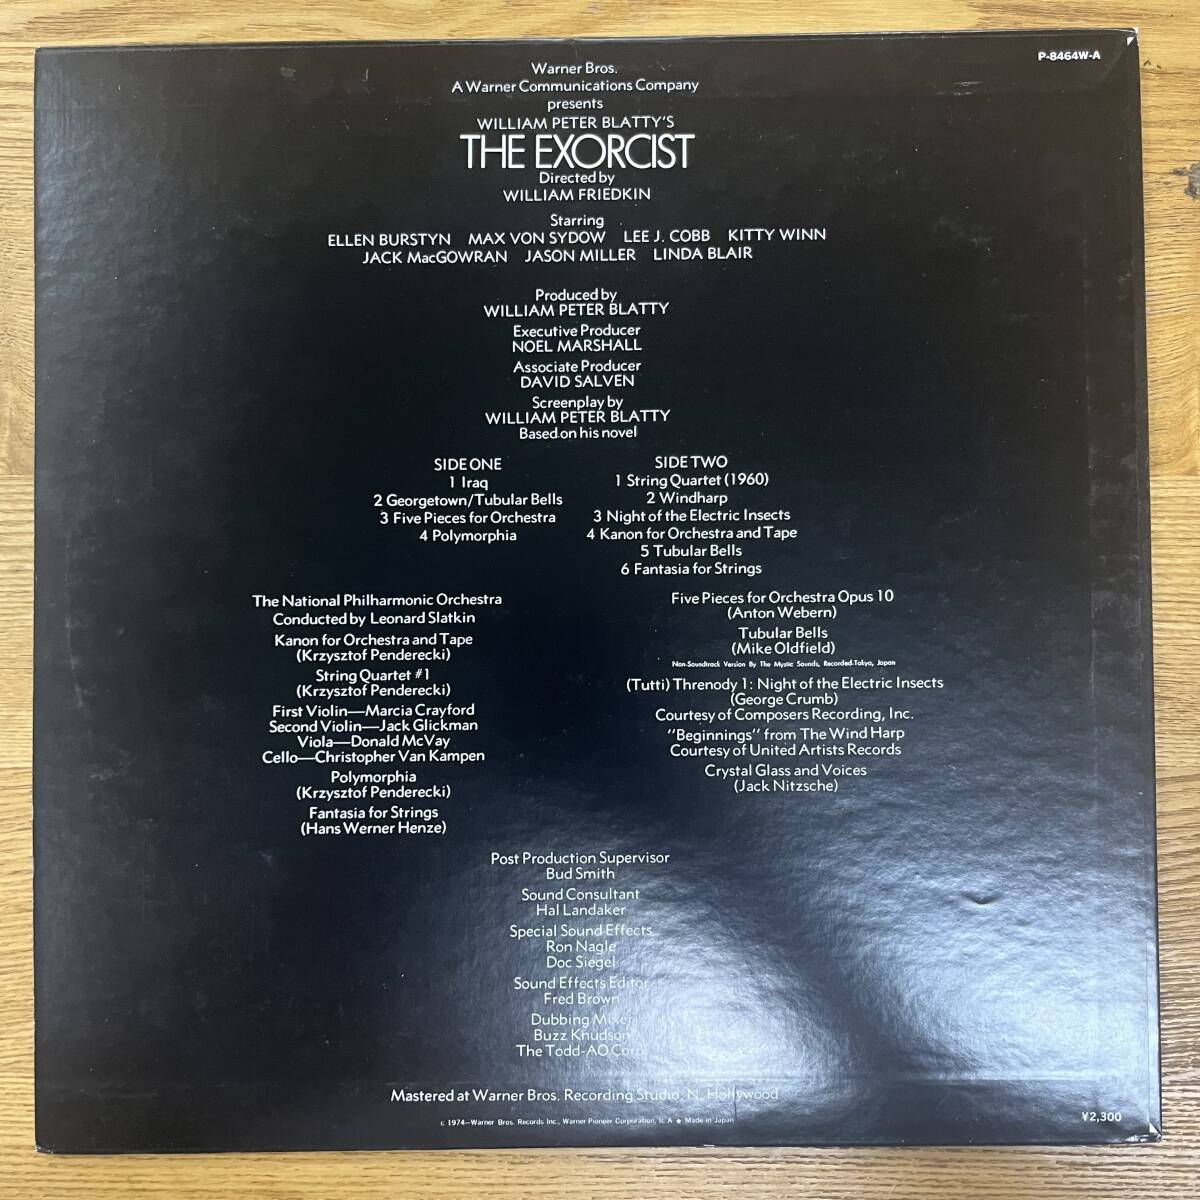 P-8464W-A
Warner Bros.
A Warner Communications Company
presents
WILLIAM PETER BLATTY'S
THE EXORCIST
Directed by
WILLIAM FRIEDKIN
Starring
ELLEN BURSTYN MAX VON SYDOW LEE J. COBB KITTY WINN
JACK MacGOWRAN JASON MILLER LINDA BLAIR
Produced by
WILLIAM PETER BLATTY
Executive Producer
NOEL MARSHALL
Associate Producer
DAVID SALVEN
Screenplay by
WILLIAM PETER BLATTY
Based on his novel
SIDE ONE
1 Iraq
2 Georgetown/Tubular Bells
3 Five Pieces for Orchestra
4 Polymorphia
SIDE TWO
1 String Quartet (1960)
2 Windharp
3 Night of the Electric Insects
4 Kanon for Orchestra and Tape
5 Tubular Bells
6 Fantasia for Strings
The National Philharmonic Orchestra
Conducted by Leonard Slatkin
Kanon for Orchestra and Tape
(Krzysztof Penderecki)
String Quartet #1
(Krzysztof Penderecki)
First Violin—Marcia Crayford
Second Violin—Jack Glickman
Viola—Donald McVay
Cello—Christopher Van Kampen
Polymorphia
(Krzysztof Penderecki)
Fantasia for Strings
(Hans Werner Henze)
Five Pieces for Orchestra Opus 10
(Anton Webern)
Tubular Bells
(Mike Oldfield)
Non-Soundtrack Version By The Mystic Sounds, Recorded-Tokyo, Japan
(Tutti) Threnody 1: Night of the Electric Insects
(George Crumb)
Courtesy of Composers Recording, Inc.
"Beginnings" from The Wind Harp
Courtesy of United Artists Records
Crystal Glass and Voices
(Jack Nitzsche)
Post Production Supervisor
Bud Smith
Sound Consultant
Hal Landaker
Special Sound Effects
Ron Nagle
Doc Siegel
Sound Effects Editor
Fred Brown
Dubbing Mixer
Buzz Knudson
The Todd-AO Corp.
Mastered at Warner Bros. Recording Studio, N. Hollywood
c 1974—Warner Bros. Records Inc., Warner Pioneer Corporation, Ic A ★ Made in Japan
¥2,300